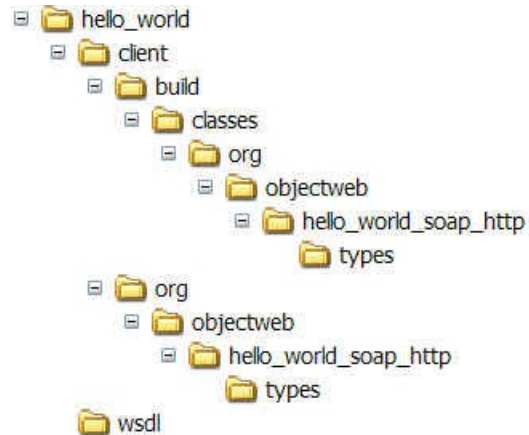 hello_world
client
build
classes
org
objectweb
hello_world_soap_http
types
org
objectweb
hello_world_soap_http
types
wsdl